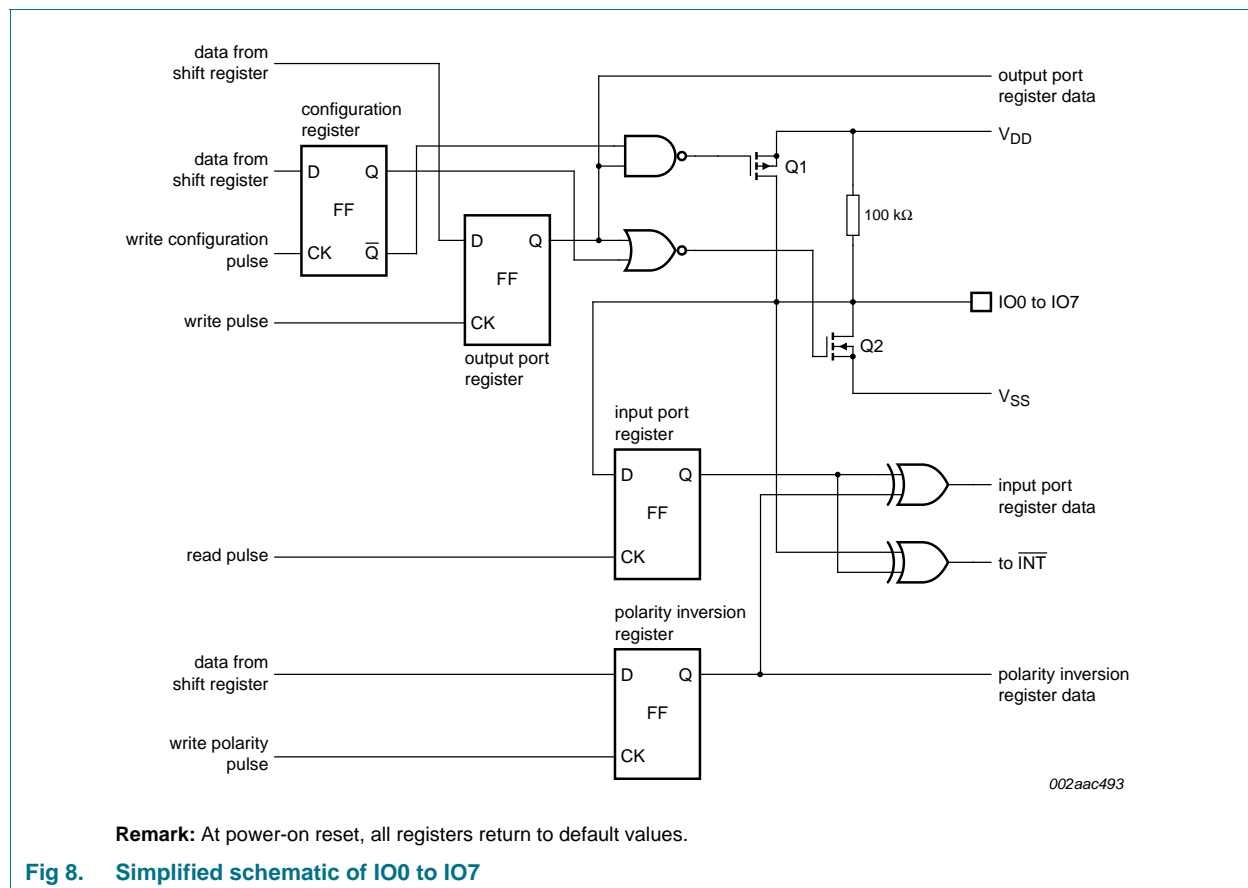 data from
shift register
output port
register data
configuration
register
V_DD
data from
shift register
D
Q
Q1
FF
100 kΩ
write configuration
pulse
CK
Q̅
D
Q
FF
IO0 to IO7
write pulse
CK
Q2
output port
register
V_SS
input port
register
D
Q
input port
register data
FF
read pulse
CK
to I̅N̅T̅
polarity inversion
register
data from
shift register
D
Q
polarity inversion
register data
FF
write polarity
pulse
CK
002aac493
Remark: At power-on reset, all registers return to default values.
Fig 8. Simplified schematic of IO0 to IO7